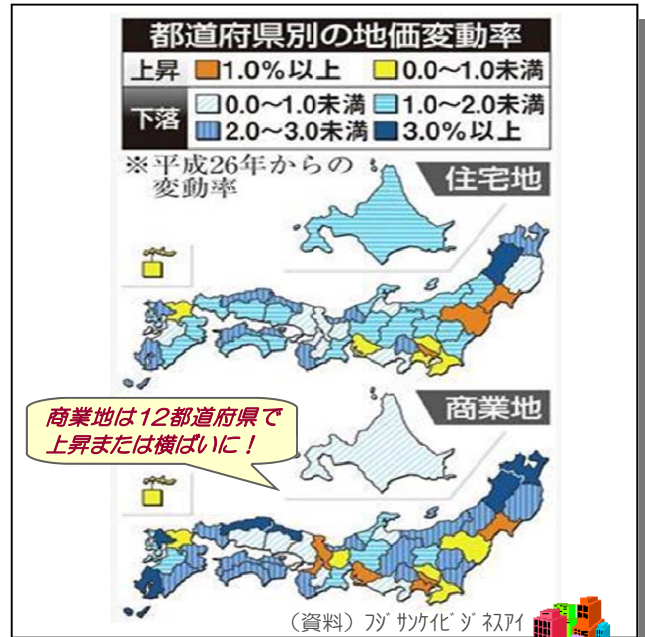 都道府県別の地価変動率
上昇 1.0%以上 0.0〜1.0未満
下落 0.0〜1.0未満 1.0〜2.0未満
2.0〜3.0未満 3.0%以上
※平成26年からの
変動率
住宅地
商業地は12都道府県で
上昇または横ばいに!
商業地
(資料)フジサンケイビジネスアイ